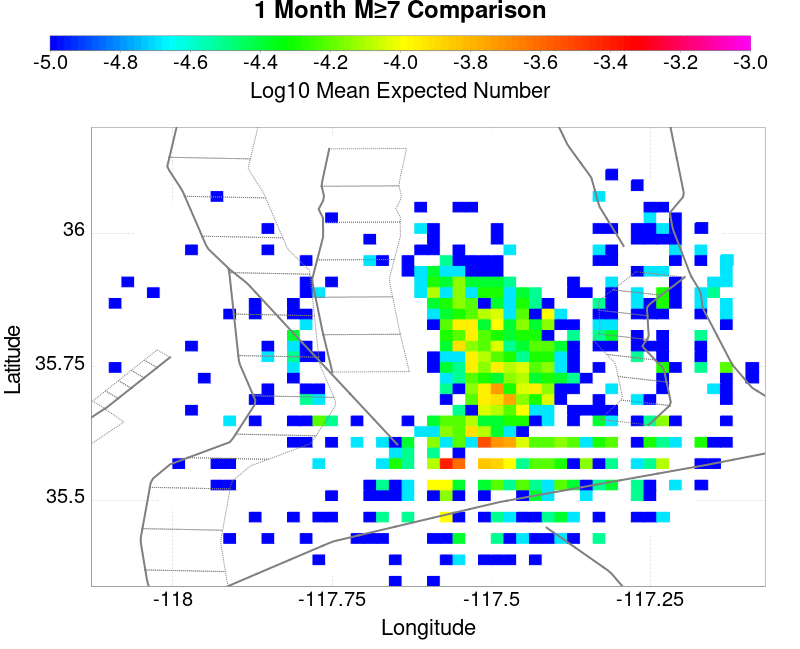 1 Month M≥7 Comparison
-5.0 -4.8 -4.6 -4.4 -4.2 -4.0 -3.8 -3.6 -3.4 -3.2 -3.0
Log10 Mean Expected Number
36
35.75
35.5
Latitude
-118 -117.75 -117.5 -117.25
Longitude